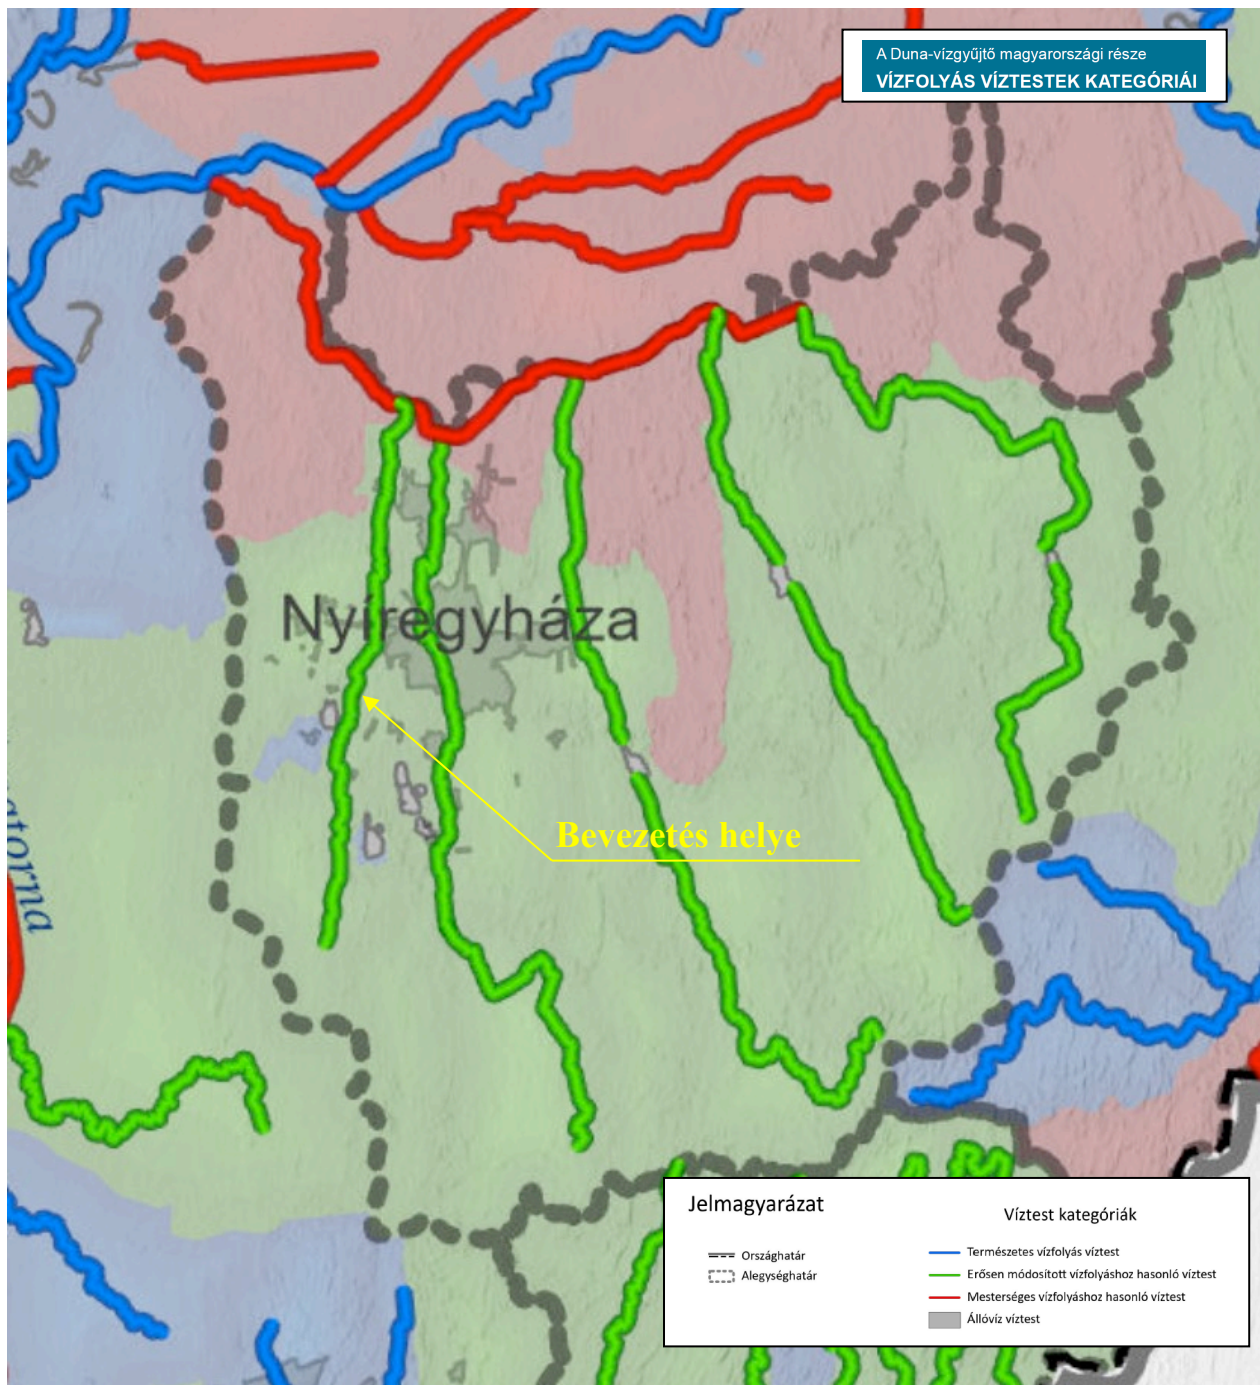 A Duna-vízgyűjtő magyarországi része
VÍZFOLYÁS VÍZTESTEK KATEGÓRIÁI
Nyíregyháza
atorna
Bevezetés helye
Jelmagyarázat
Országhatár
Alegységhatár
Víztest kategóriák
Természetes vízfolyás víztest
Erősen módosított vízfolyáshoz hasonló víztest
Mesterséges vízfolyáshoz hasonló víztest
Állóvíz víztest